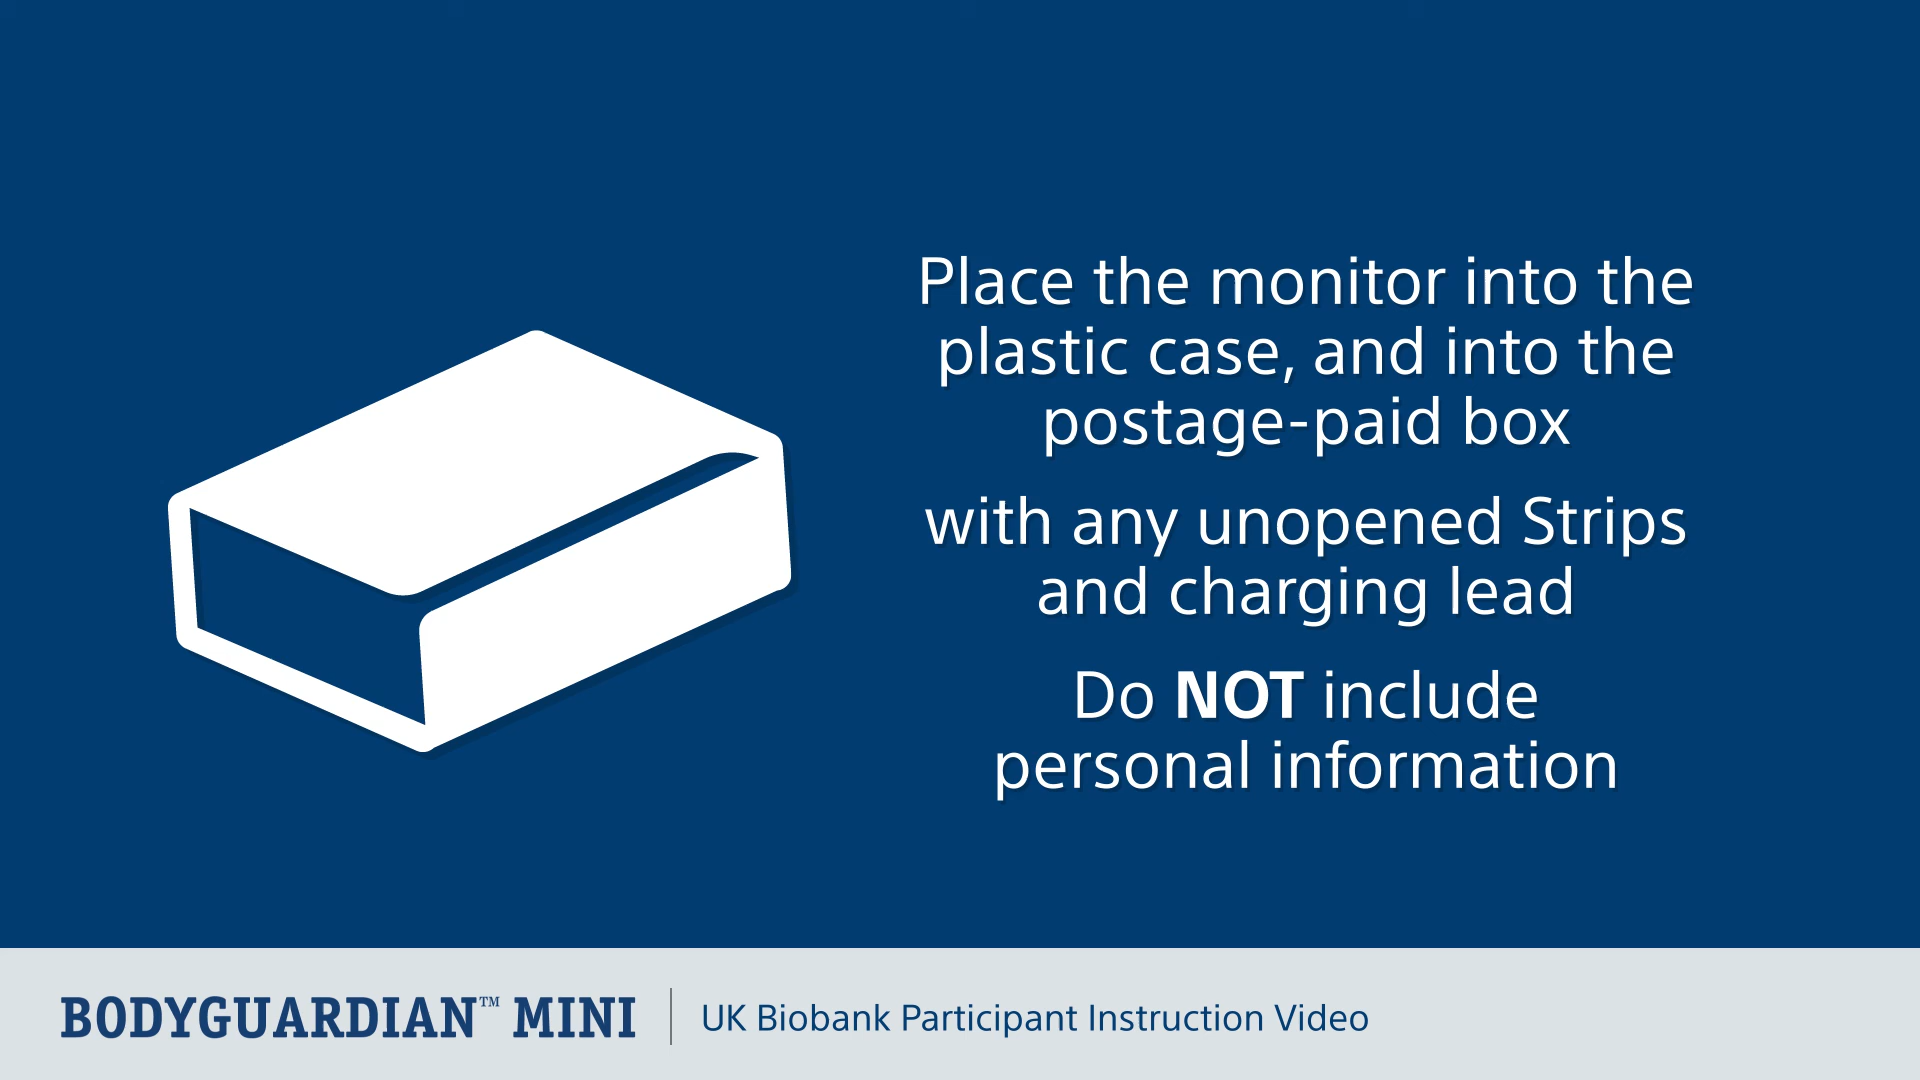 Place the monitor into the
plastic case, and into the
postage-paid box
with any unopened Strips
and charging lead
Do NOT include
personal information
BODYGUARDIAN™ MINI
UK Biobank Participant Instruction Video